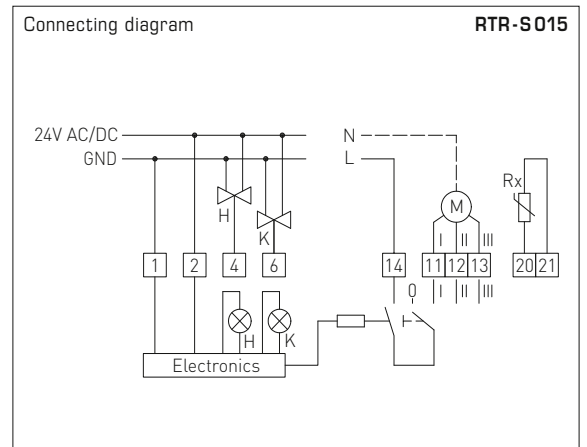 Connecting diagram RTR-S015
24V AC/DC N
GND L
H Rx
K M
I II III
1 2 4 6 14 11 12 13 20 21
0 I II III
H K
Electronics